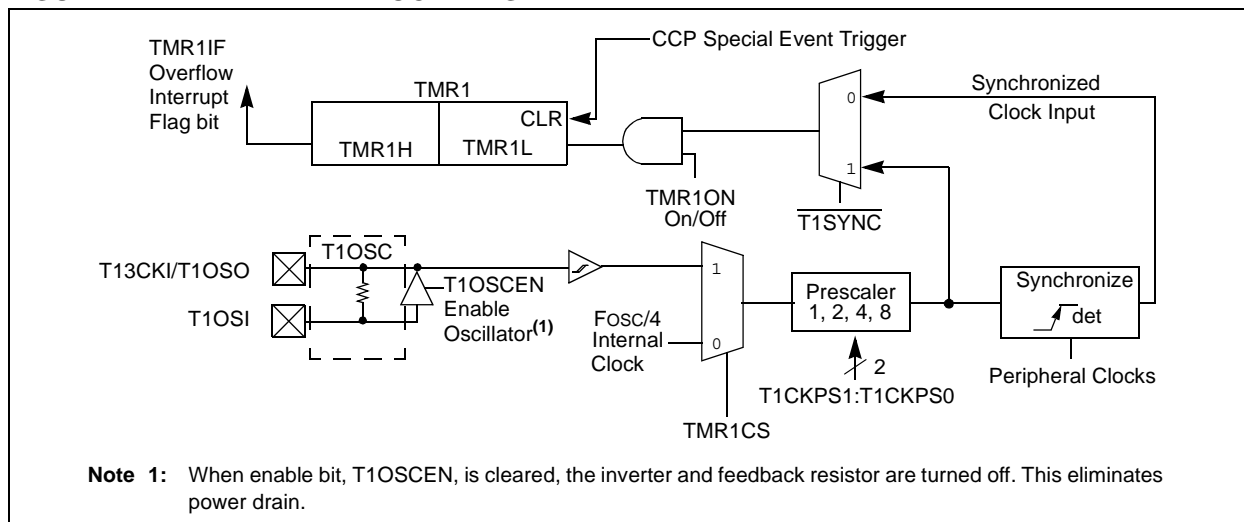 TMR1IF
Overflow
Interrupt
Flag bit
TMR1
CCP Special Event Trigger
CLR
TMR1H
TMR1L
TMR1ON
On/Off
0
1
T1SYNC
Synchronized
Clock Input
T13CKI/T1OSO
T1OSI
T1OSC
T1OSCEN
Enable
Oscillator(1)
FOSC/4
Internal
Clock
1
0
TMR1CS
Prescaler
1, 2, 4, 8
2
T1CKPS1:T1CKPS0
Synchronize
det
Peripheral Clocks
Note 1: When enable bit, T1OSCEN, is cleared, the inverter and feedback resistor are turned off. This eliminates
power drain.